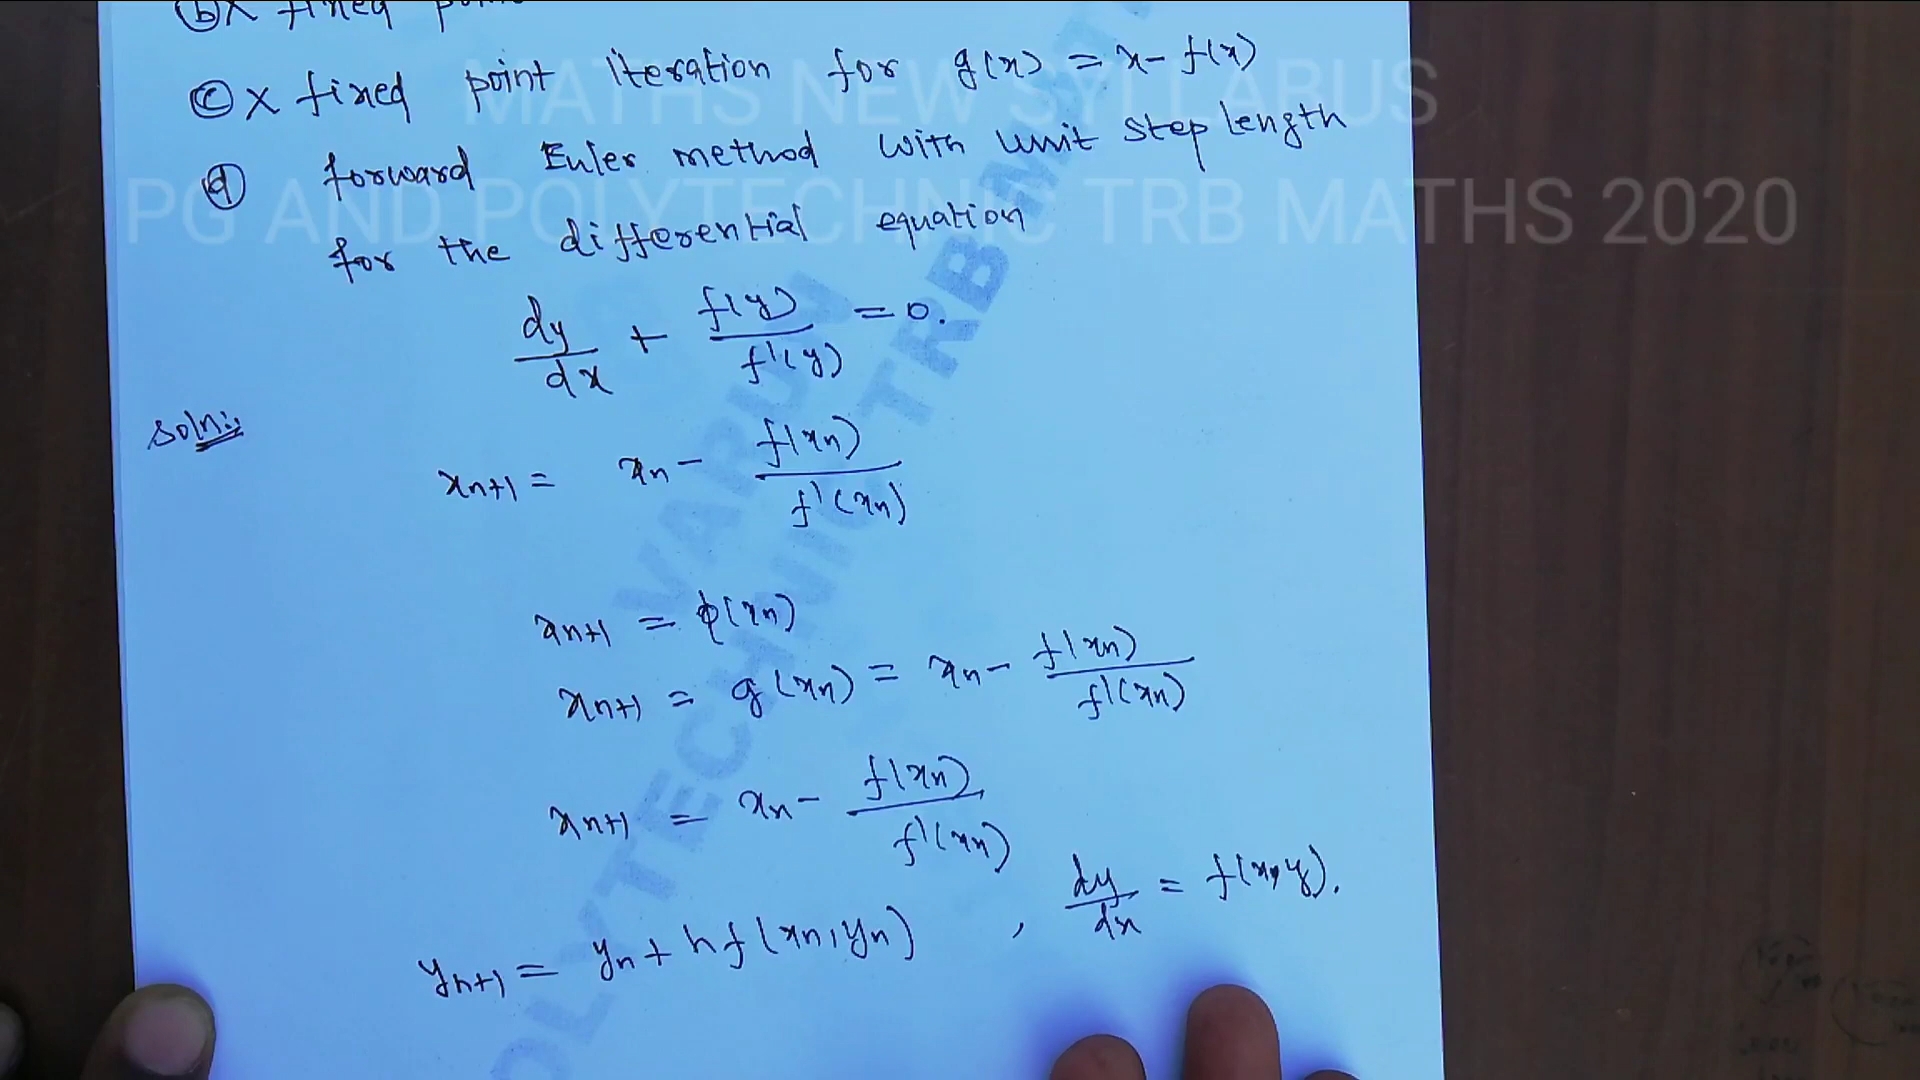 ⓑ x fixed
ⓒ x fixed point iteration for g(x) = x - f(x)
ⓓ forward Euler method with unit step length
for the differential equation
dy/dx + f(y)/f'(y) = 0.
Soln:
xn+1 = xn - f(xn)/f'(xn)
xn+1 = φ(xn)
xn+1 = g(xn) = xn - f(xn)/f'(xn)
xn+1 = xn - f(xn)/f'(xn)
yn+1 = yn + hf(xn, yn) , dy/dx = f(x,y).
MATHS NEW SYLLABUS
PG AND POLYTECHNIC TRB MATHS 2020